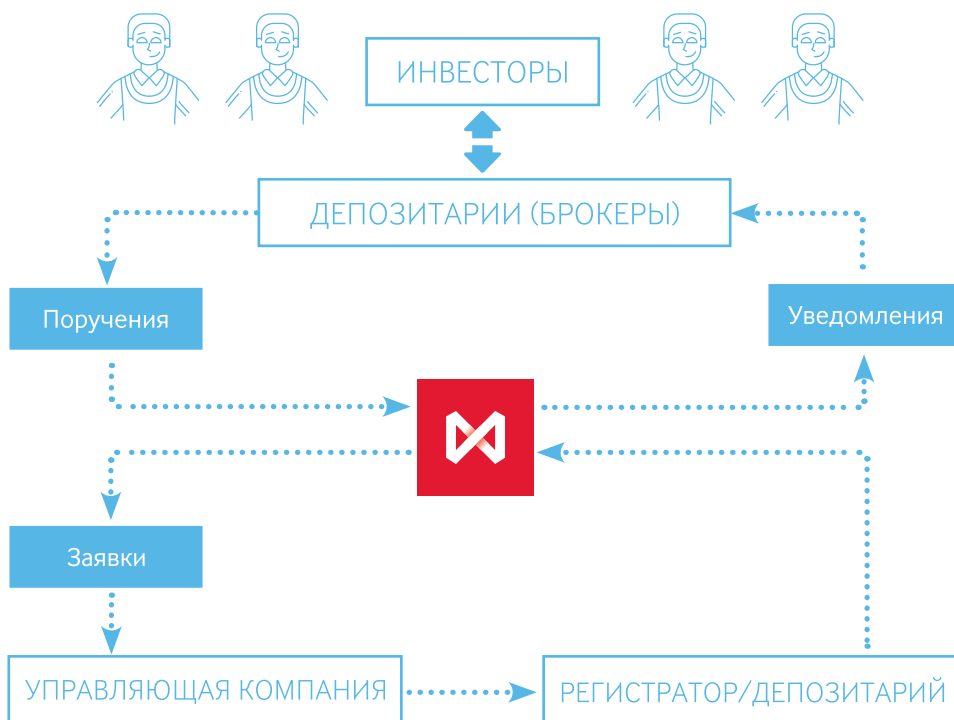 ИНВЕСТОРЫ
ДЕПОЗИТАРИИ (БРОКЕРЫ)
Поручения
Уведомления
Заявки
УПРАВЛЯЮЩАЯ КОМПАНИЯ
РЕГИСТРАТОР/ДЕПОЗИТАРИЙ